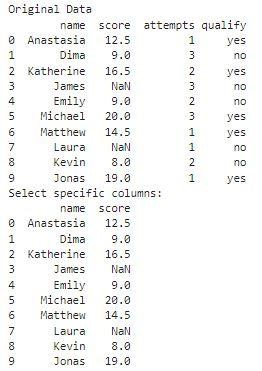 Original Data
        name  score  attempts qualify
0  Anastasia   12.5         1     yes
1       Dima    9.0         3      no
2  Katherine   16.5         2     yes
3      James    NaN         3      no
4      Emily    9.0         2      no
5    Michael   20.0         3     yes
6    Matthew   14.5         1     yes
7      Laura    NaN         1      no
8      Kevin    8.0         2      no
9      Jonas   19.0         1     yes
Select specific columns:
        name  score
0  Anastasia   12.5
1       Dima    9.0
2  Katherine   16.5
3      James    NaN
4      Emily    9.0
5    Michael   20.0
6    Matthew   14.5
7      Laura    NaN
8      Kevin    8.0
9      Jonas   19.0